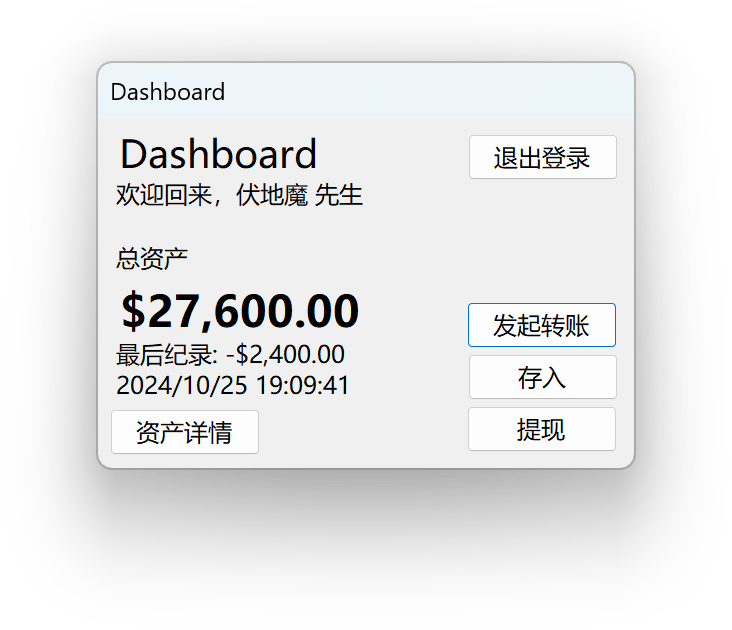 Dashboard
Dashboard
退出登录
欢迎回来，伏地魔 先生
总资产
$27,600.00
发起转账
最后纪录: -$2,400.00
存入
2024/10/25 19:09:41
资产详情
提现